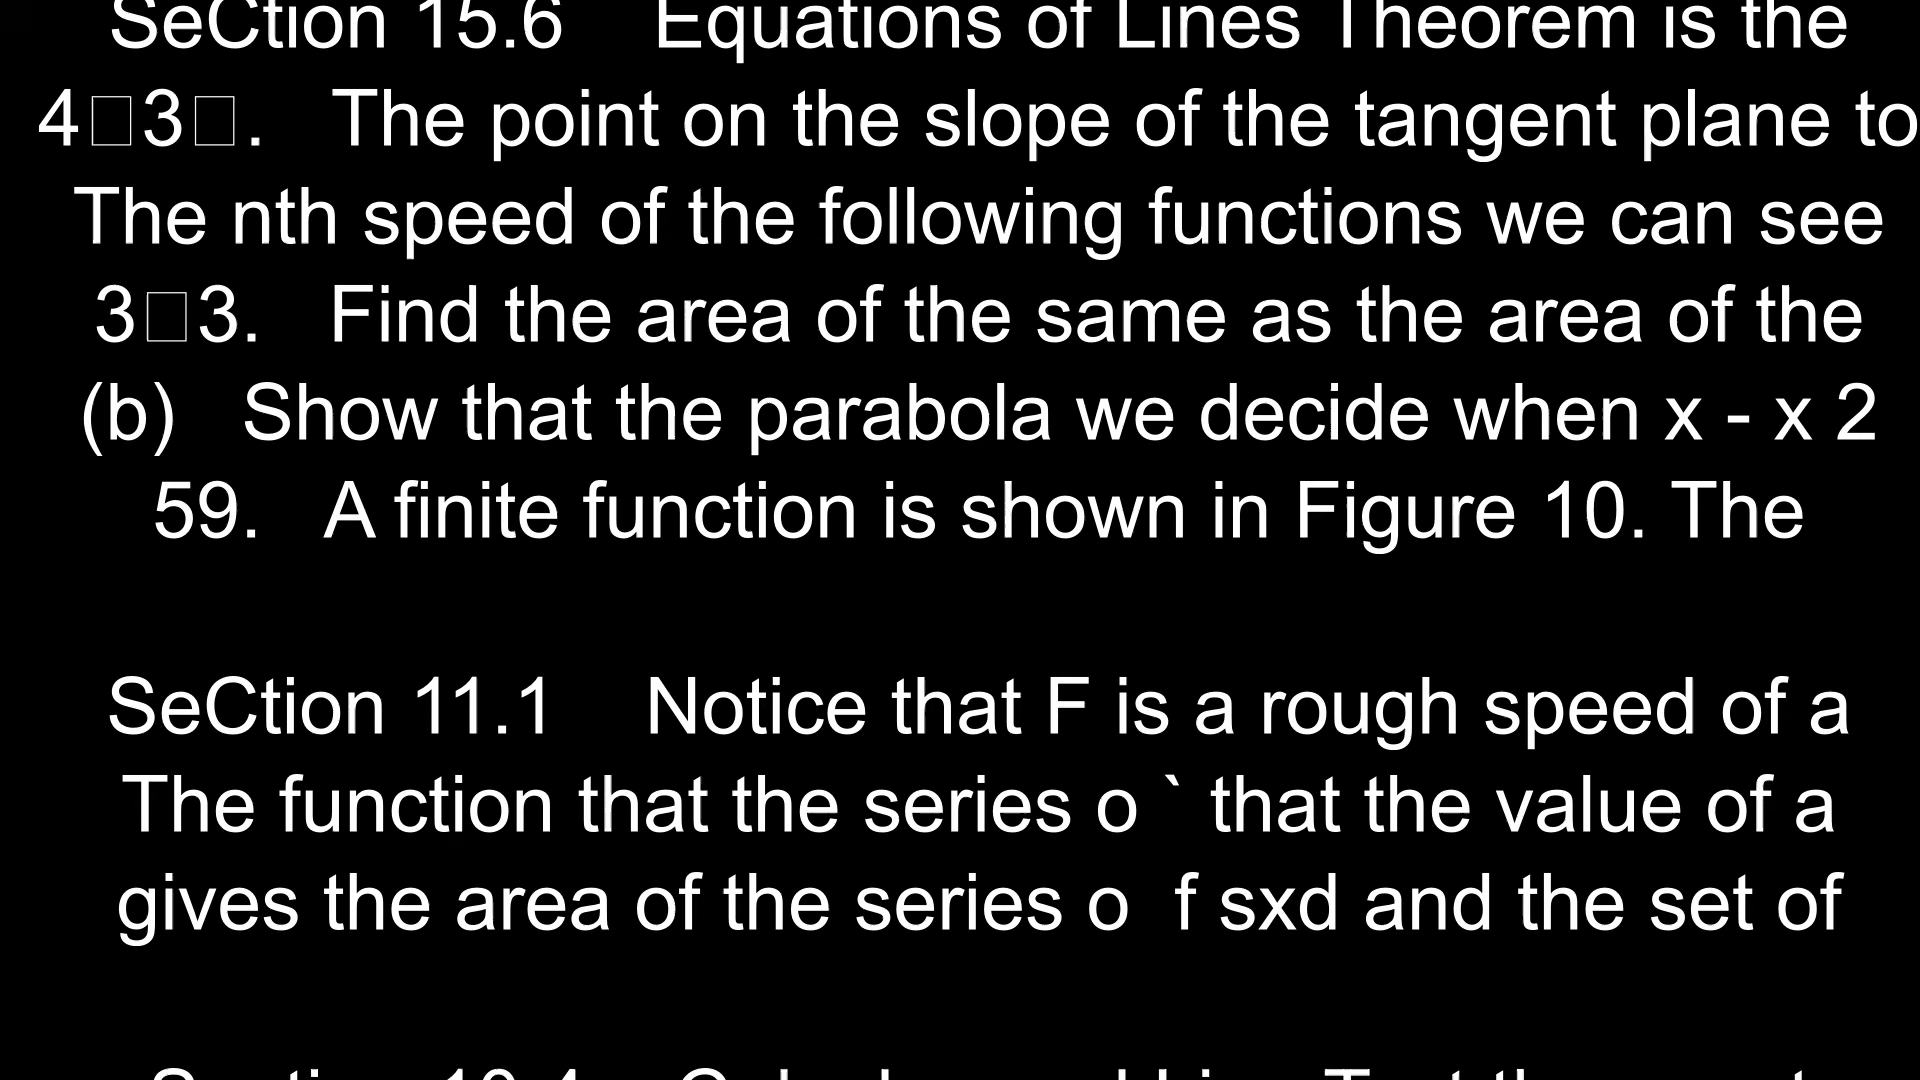 SeCtion 15.6 Equations of Lines Theorem is the
4□3□. The point on the slope of the tangent plane to
The nth speed of the following functions we can see
3□3. Find the area of the same as the area of the
(b) Show that the parabola we decide when x - x 2
59. A finite function is shown in Figure 10. The
SeCtion 11.1 Notice that F is a rough speed of a
The function that the series o ` that the value of a
gives the area of the series o f sxd and the set of